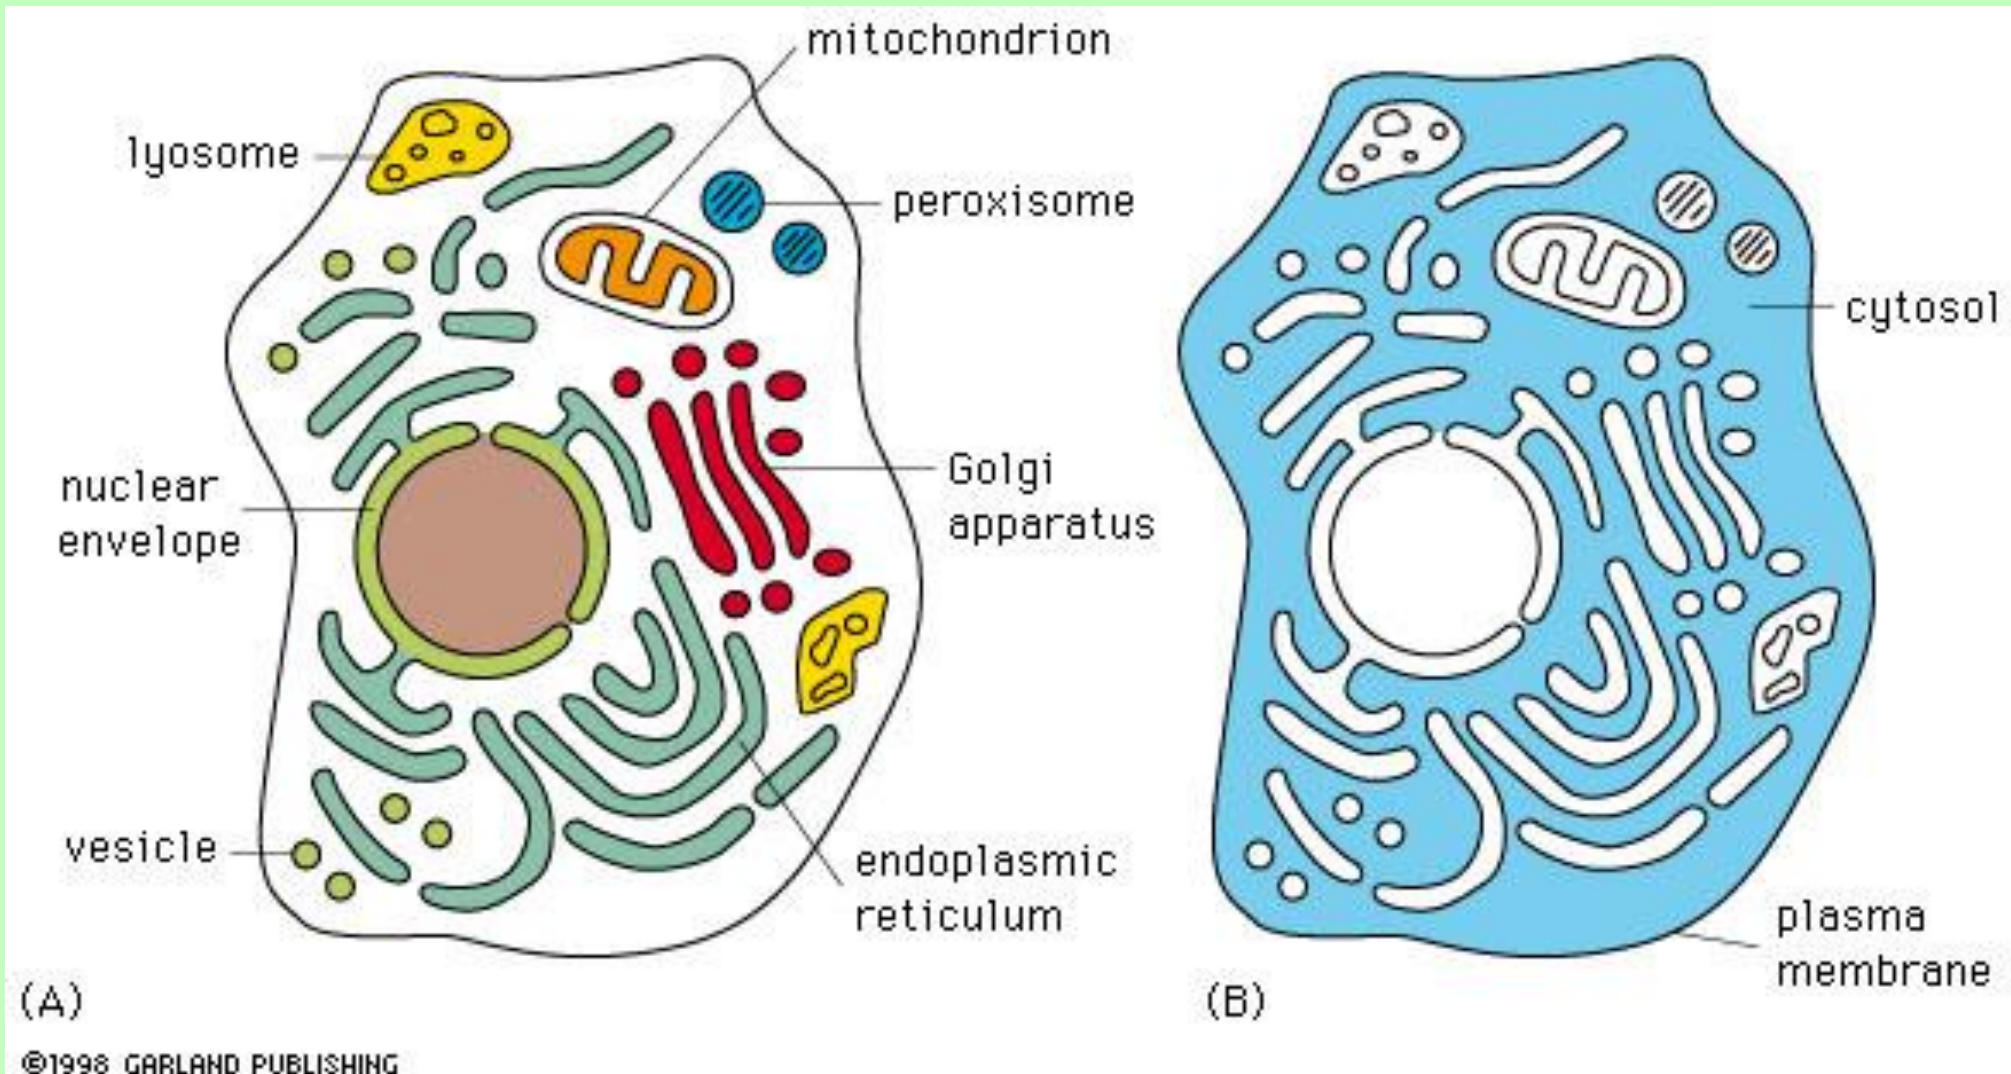 mitochondrion
lyosome
peroxisome
cytosol
nuclear
envelope
Golgi
apparatus
vesicle
endoplasmic
reticulum
plasma
membrane
(A)
(B)
©1998 GARLAND PUBLISHING